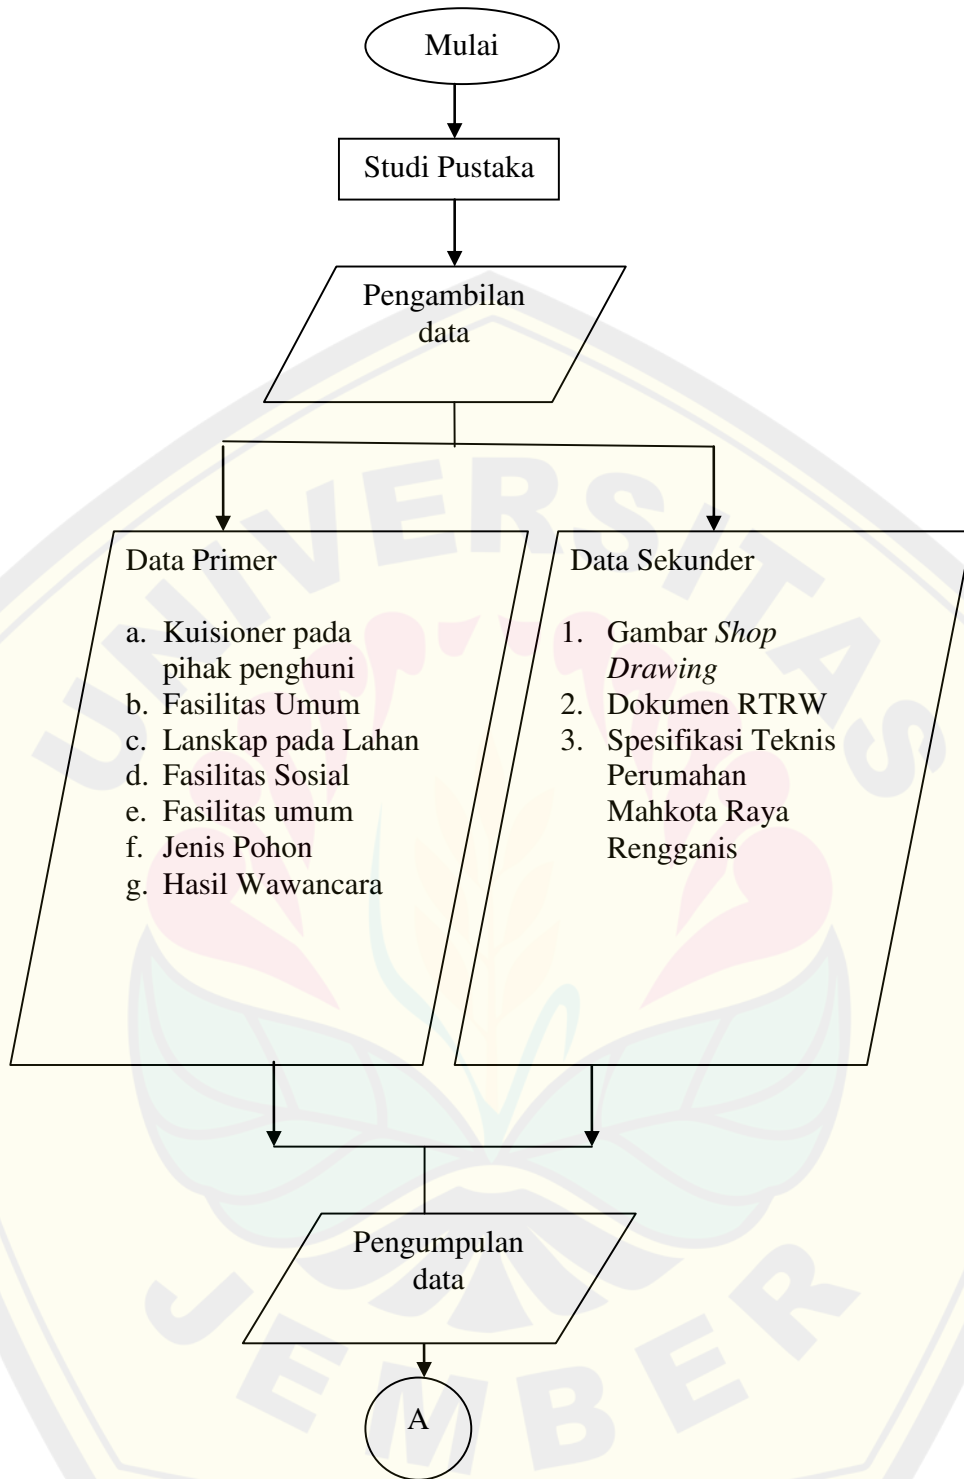 Mulai
Studi Pustaka
Pengambilan
data
Data Primer
a. Kuisioner pada
pihak penghuni
b. Fasilitas Umum
c. Lanskap pada Lahan
d. Fasilitas Sosial
e. Fasilitas umum
f. Jenis Pohon
g. Hasil Wawancara
Data Sekunder
1. Gambar Shop
Drawing
2. Dokumen RTRW
3. Spesifikasi Teknis
Perumahan
Mahkota Raya
Rengganis
Pengumpulan
data
A
UNIVERSITAS
JEMBER